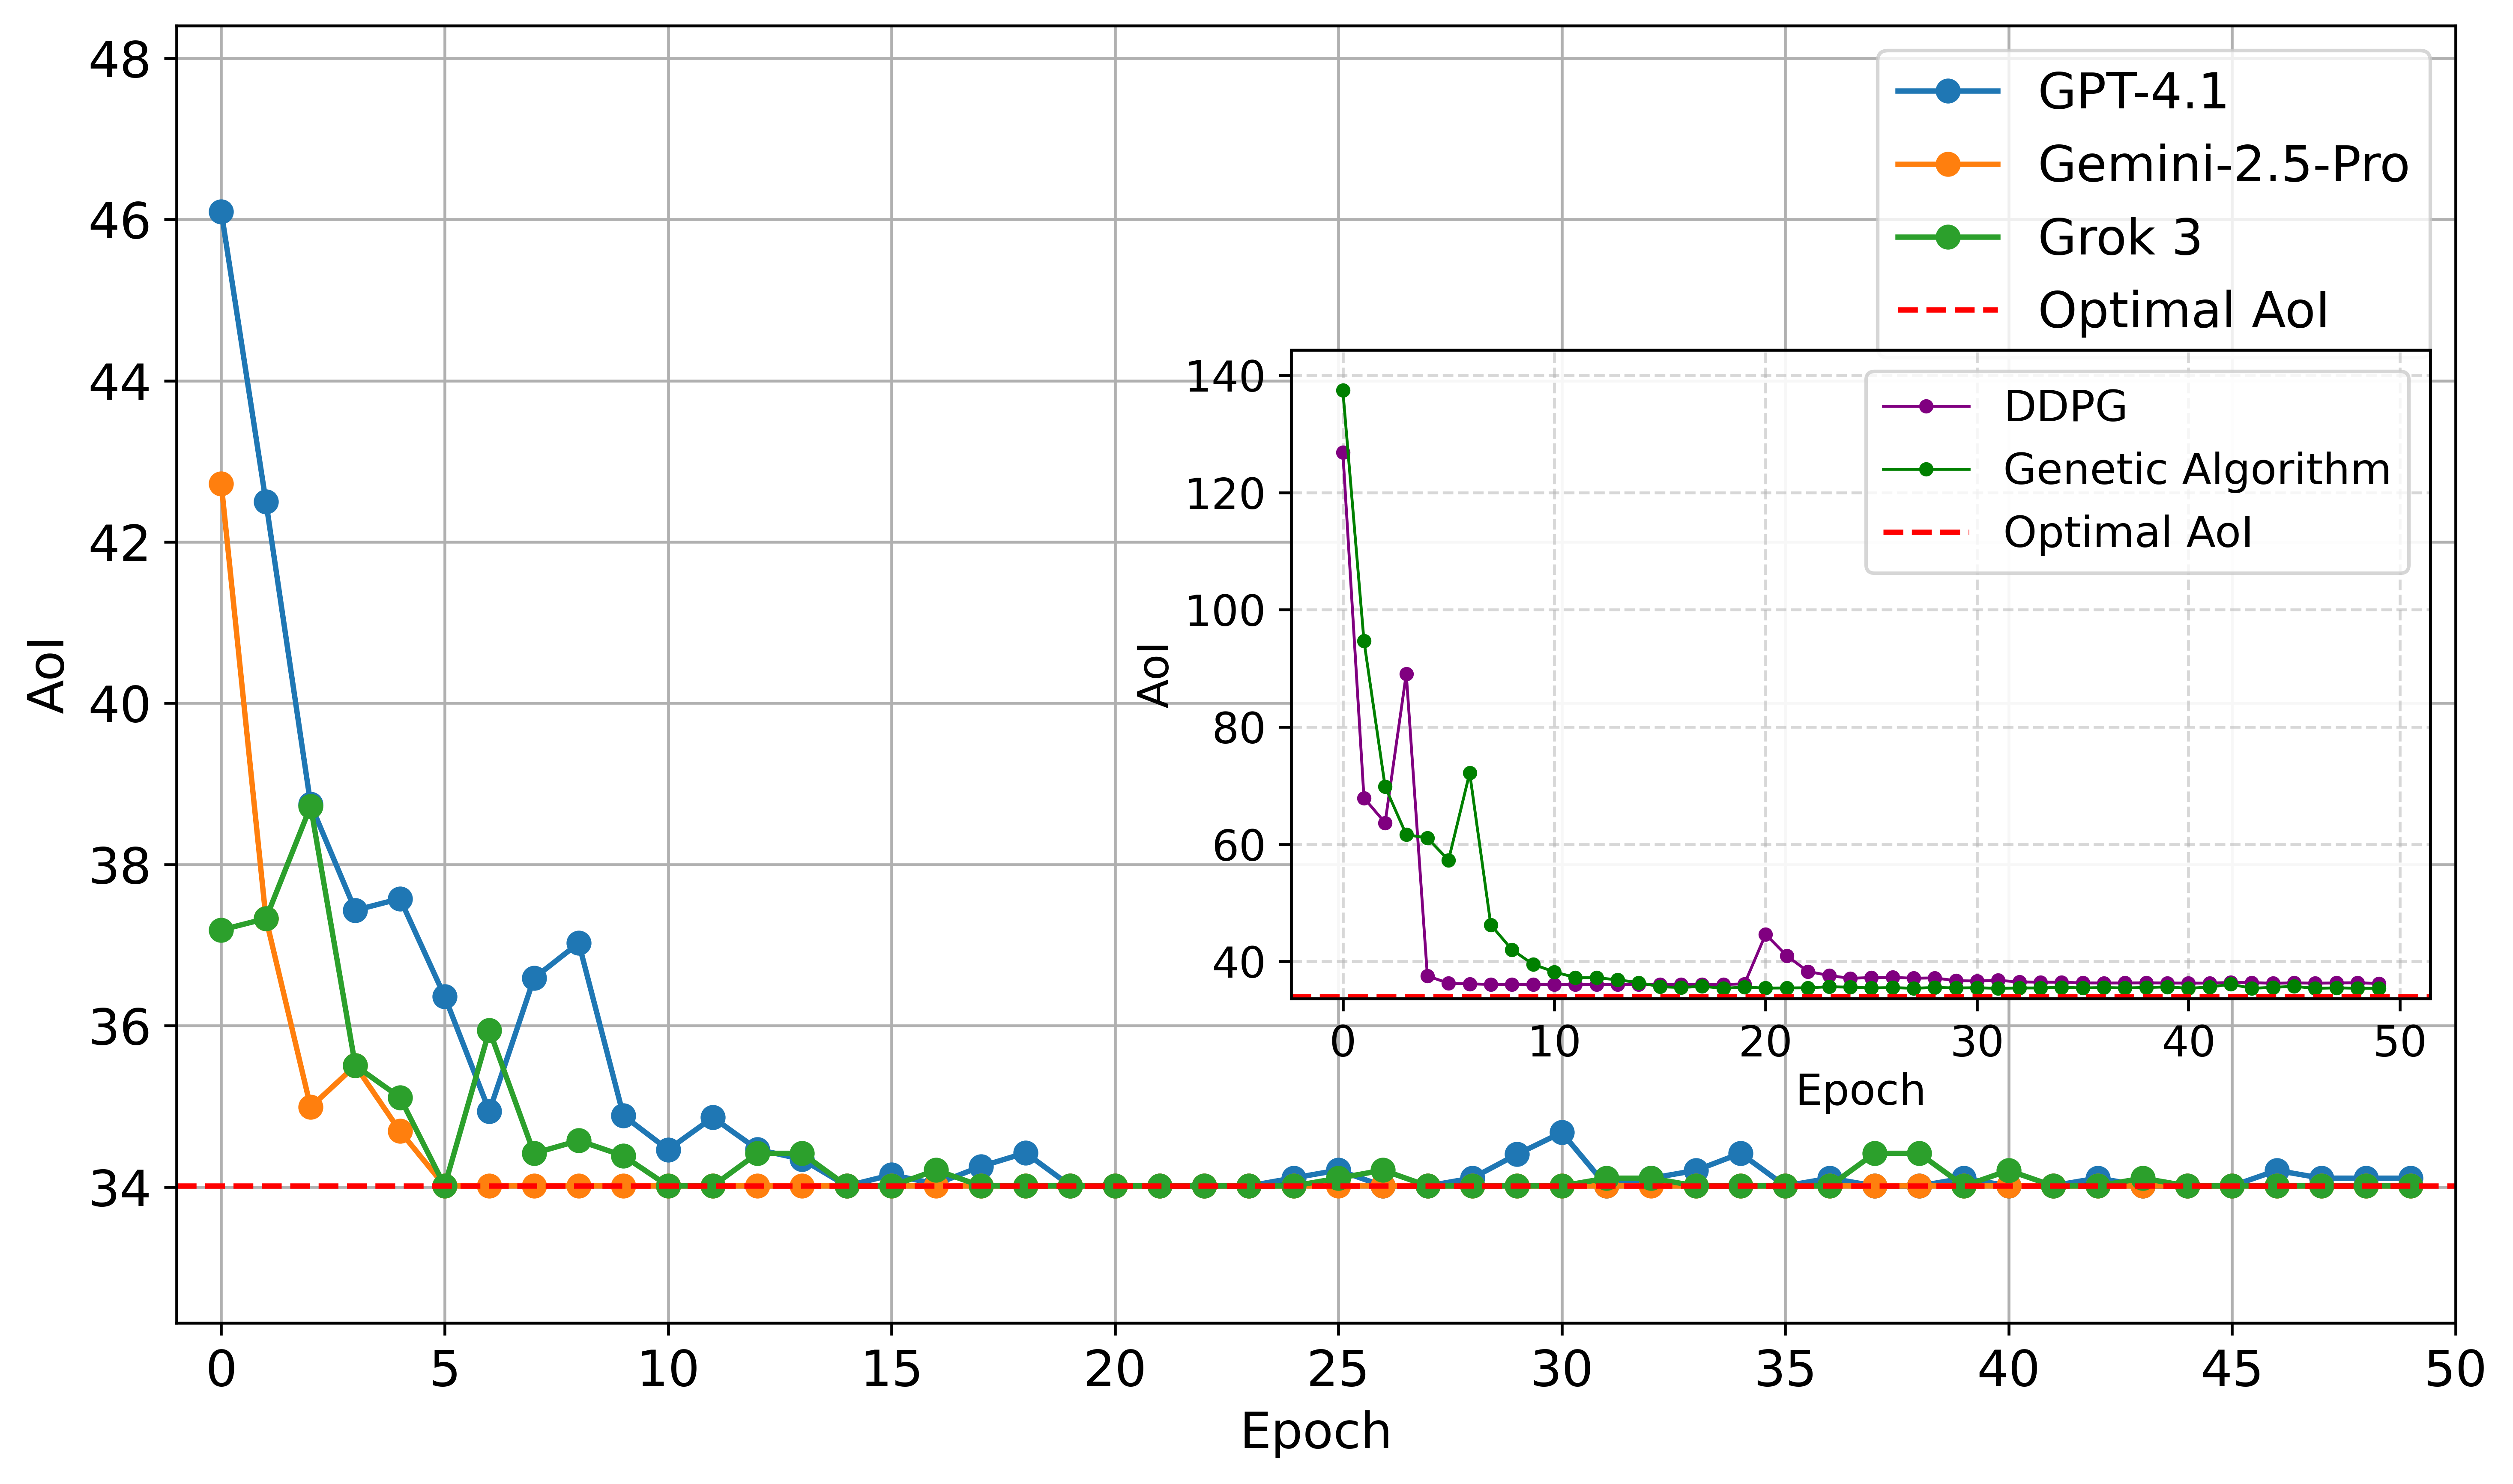 48
46
44
42
40
38
36
34
AoI
0 5 10 15 20 25 30 35 40 45 50
Epoch
GPT-4.1
Gemini-2.5-Pro
Grok 3
Optimal AoI
140
120
100
80
60
40
AoI
0 10 20 30 40 50
Epoch
DDPG
Genetic Algorithm
Optimal AoI